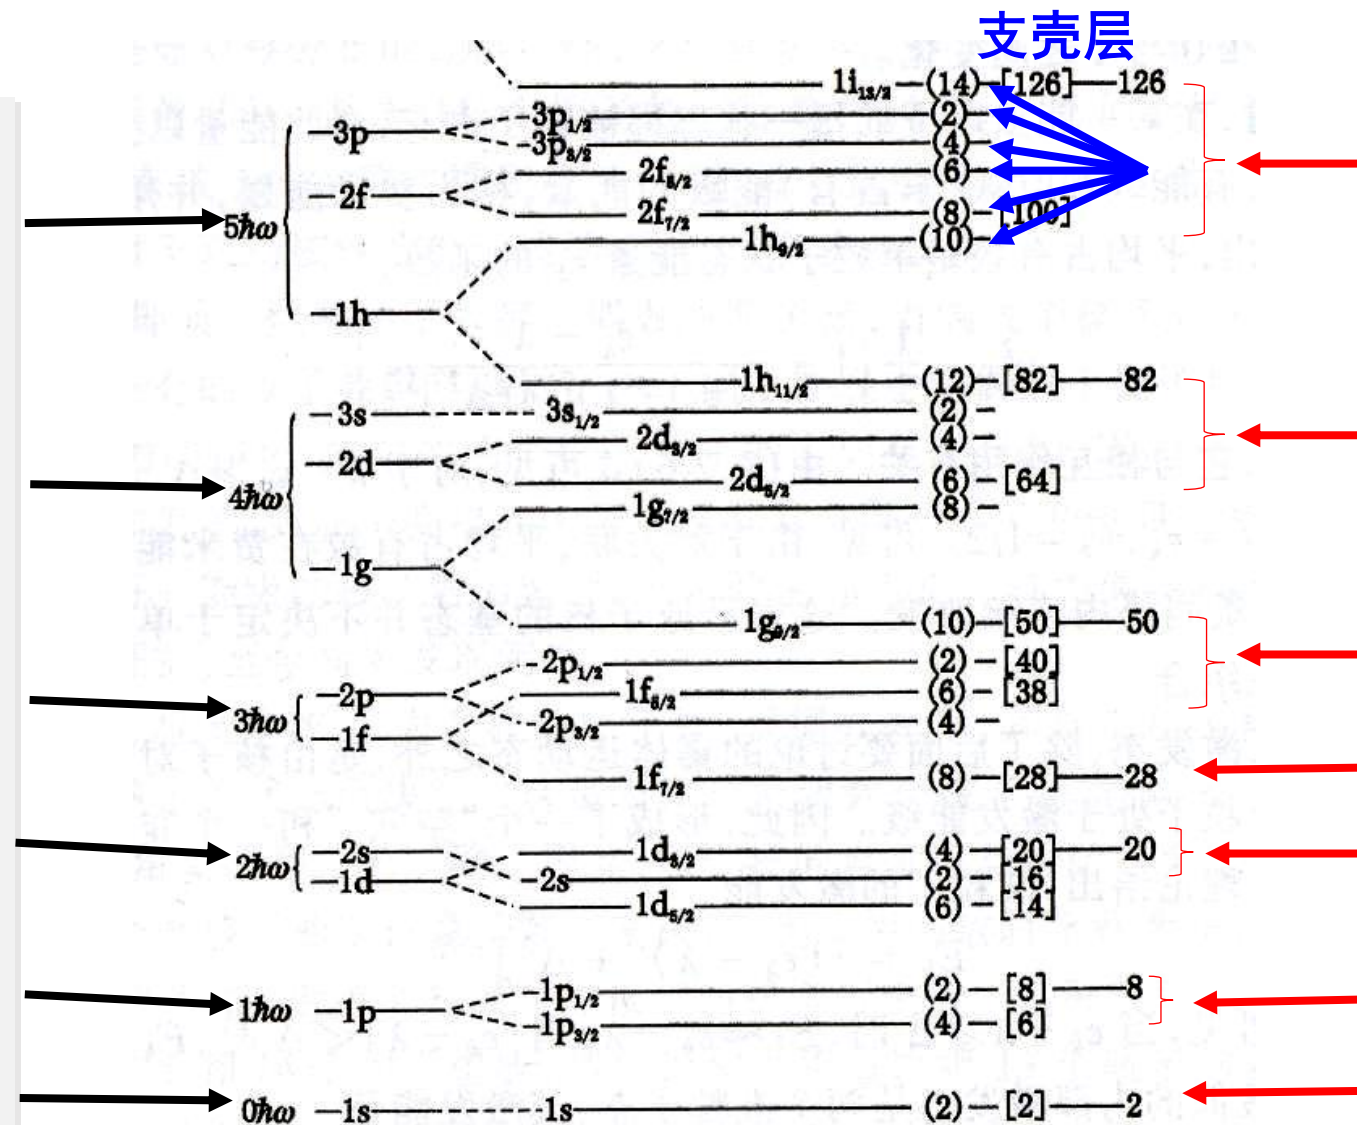 支壳层
1i₁₃/₂ (14) [126] 126
3p 3p₁/₂ (2)
3p₃/₂ (4)
2f₅/₂ (6)
2f
5ħω 2f₇/₂ (8) [100]
1h₉/₂ (10)
1h
1h₁₁/₂ (12) [82] 82
3s 3s₁/₂ (2)
2d₃/₂ (4)
2d
4ħω 2d₅/₂ (6) [64]
1g₇/₂ (8)
1g
1g₉/₂ (10) [50] 50
2p₁/₂ (2) [40]
2p 1f₅/₂ (6) [38]
3ħω 2p₃/₂ (4)
1f
1f₇/₂ (8) [28] 28
2s 1d₃/₂ (4) [20] 20
2ħω
1d 2s (2) [16]
1d₅/₂ (6) [14]
1p₁/₂ (2) [8] 8
1ħω 1p
1p₃/₂ (4) [6]
0ħω 1s 1s (2) [2] 2